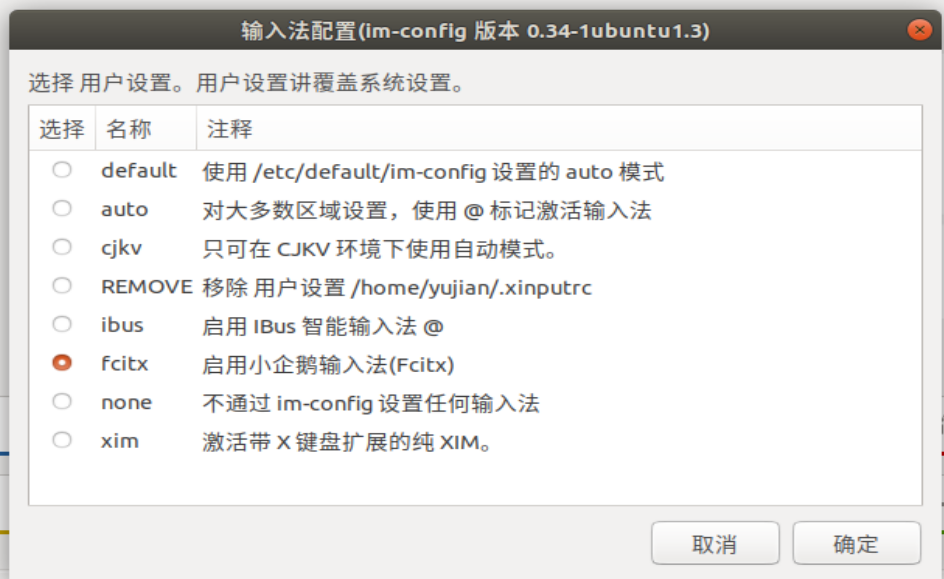 输入法配置(im-config 版本 0.34-1ubuntu1.3)
选择 用户设置。用户设置讲覆盖系统设置。
选择 名称 注释
default 使用 /etc/default/im-config 设置的 auto 模式
auto 对大多数区域设置，使用 @ 标记激活输入法
cjkv 只可在 CJKV 环境下使用自动模式。
REMOVE 移除 用户设置 /home/yujian/.xinputrc
ibus 启用 IBus 智能输入法 @
fcitx 启用小企鹅输入法(Fcitx)
none 不通过 im-config 设置任何输入法
xim 激活带 X 键盘扩展的纯 XIM。
取消 确定